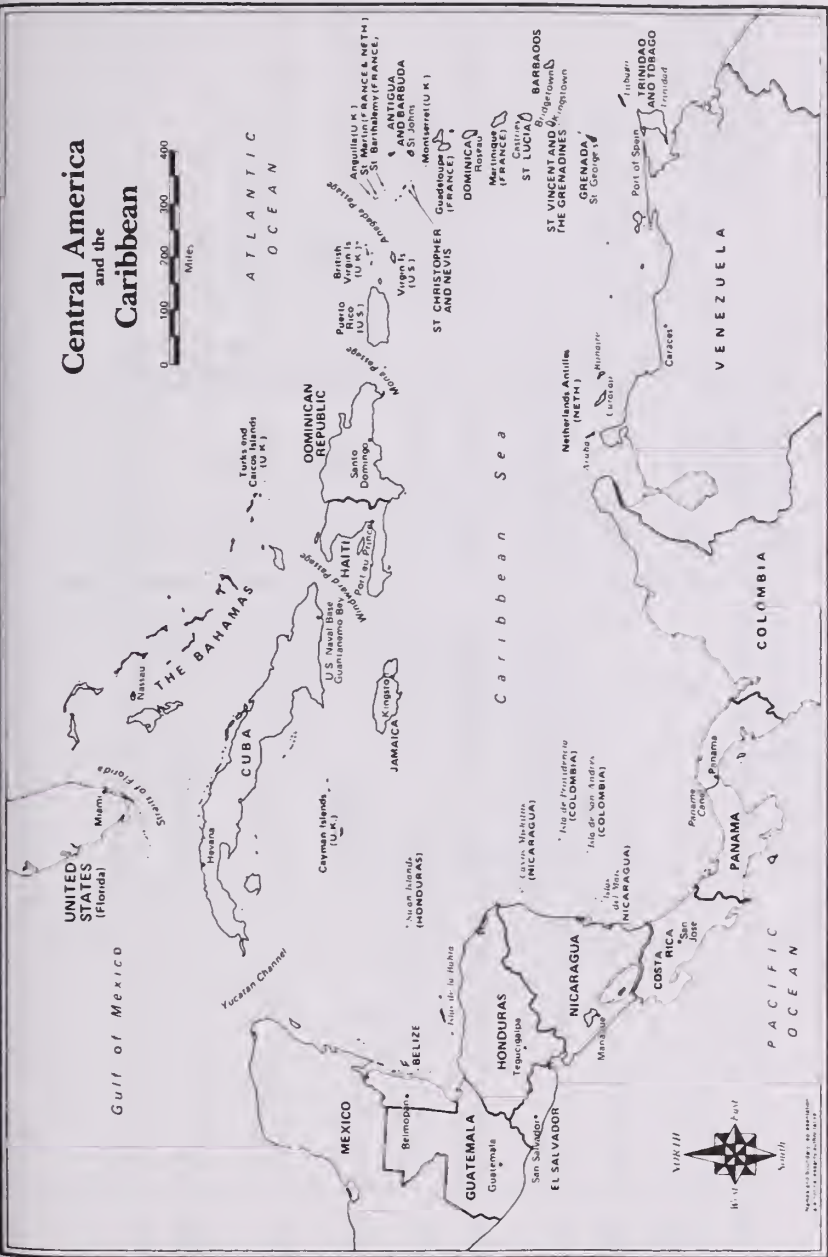 Central America
and the
Caribbean
0 100 200 300 400
Miles
ATLANTIC
OCEAN
Gulf of Mexico
UNITED
STATES
(Florida)
Miami
Straits of Florida
Nassau
THE BAHAMAS
Turks and
Caicos Islands
(U.K.)
Havana
CUBA
Yucatan Channel
U S Naval Base
Guantanamo Bay
Windward Passage
Cayman Islands
(U.K.)
JAMAICA
Kingston
HAITI
Port au Prince
DOMINICAN
REPUBLIC
Santo
Domingo
Mona Passage
Puerto
Rico
(U S)
British
Virgin Is
(U K)
Virgin Is
(U S)
Anegada Passage
Anguilla (U K)
St Martin (FRANCE & NETH)
St Barthalemy (FRANCE)
ANTIGUA
AND BARBUDA
St Johns
ST CHRISTOPHER
AND NEVIS
Montserrat (U K)
Guadeloupe
(FRANCE)
DOMINICA
Roseau
Martinique
(FRANCE)
Castries
ST LUCIA
BARBADOS
Bridgetown
ST VINCENT AND
THE GRENADINES
Kingstown
GRENADA
St George's
Tobago
TRINIDAD
AND TOBAGO
Trinidad
Port of Spain
Caribbean Sea
Netherlands Antilles
(NETH)
Aruba
Curacao
Bonaire
Caracas
VENEZUELA
COLOMBIA
MEXICO
Belmopan
BELIZE
GUATEMALA
Guatemala
San Salvador
EL SALVADOR
Islas de la Bahia
Swan Islands
(HONDURAS)
HONDURAS
Tegucigalpa
NICARAGUA
Managua
(NICARAGUA)
Isla de Providencia
(COLOMBIA)
Isla de San Andres
(COLOMBIA)
Islas
del Maiz
(NICARAGUA)
COSTA
RICA
San
Jose
PANAMA
Panama
Canal
Panama
PACIFIC
OCEAN
NORTH
West
East
South